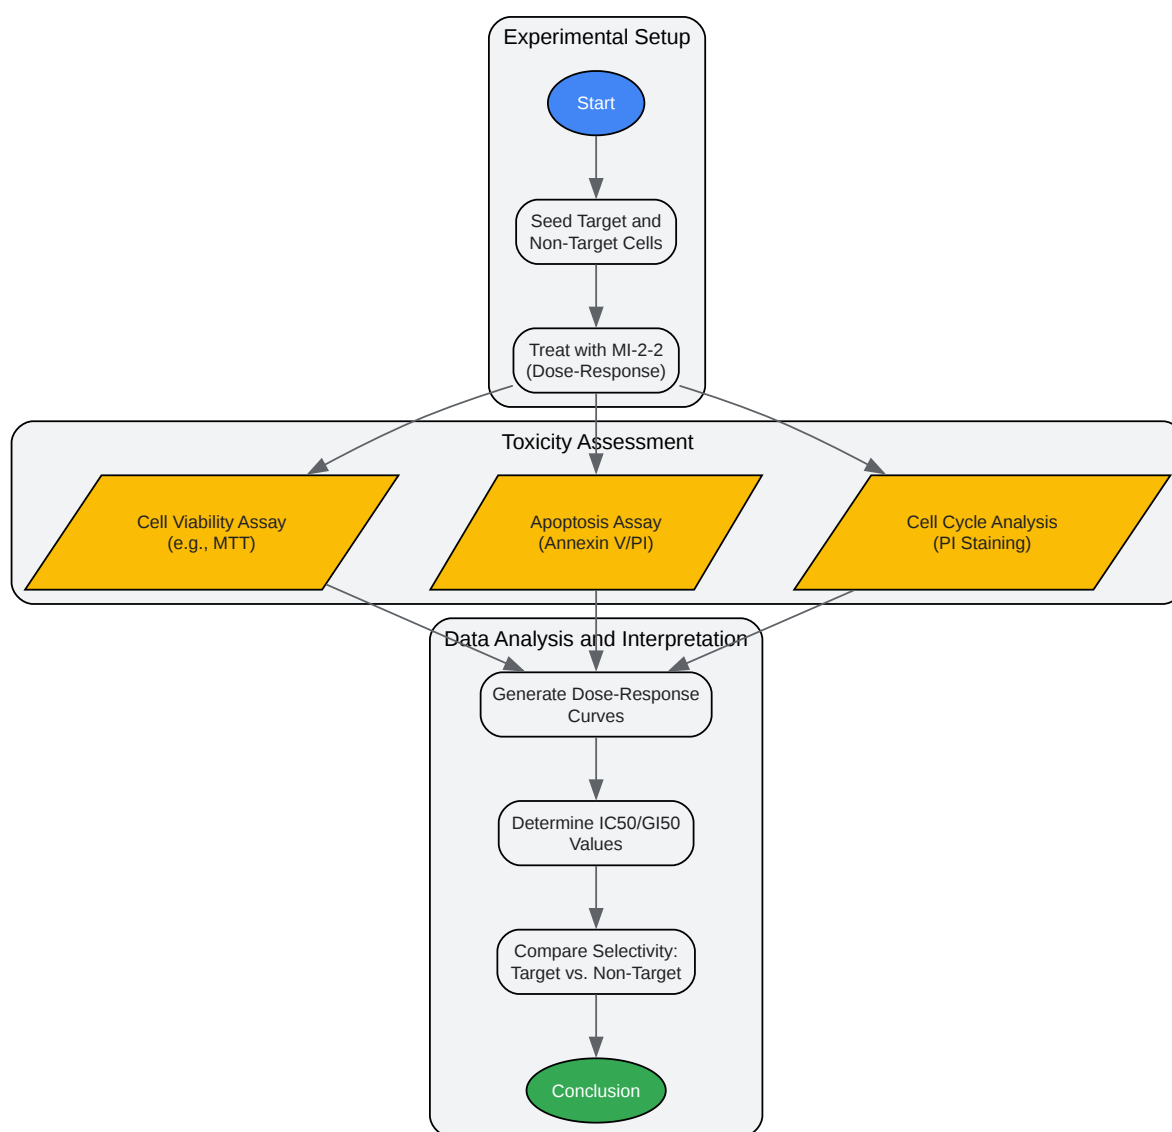 Experimental Setup
Start
Seed Target and
Non-Target Cells
Treat with MI-2-2
(Dose-Response)
Toxicity Assessment
Cell Viability Assay
(e.g., MTT)
Apoptosis Assay
(Annexin V/PI)
Cell Cycle Analysis
(PI Staining)
Data Analysis and Interpretation
Generate Dose-Response
Curves
Determine IC50/GI50
Values
Compare Selectivity:
Target vs. Non-Target
Conclusion